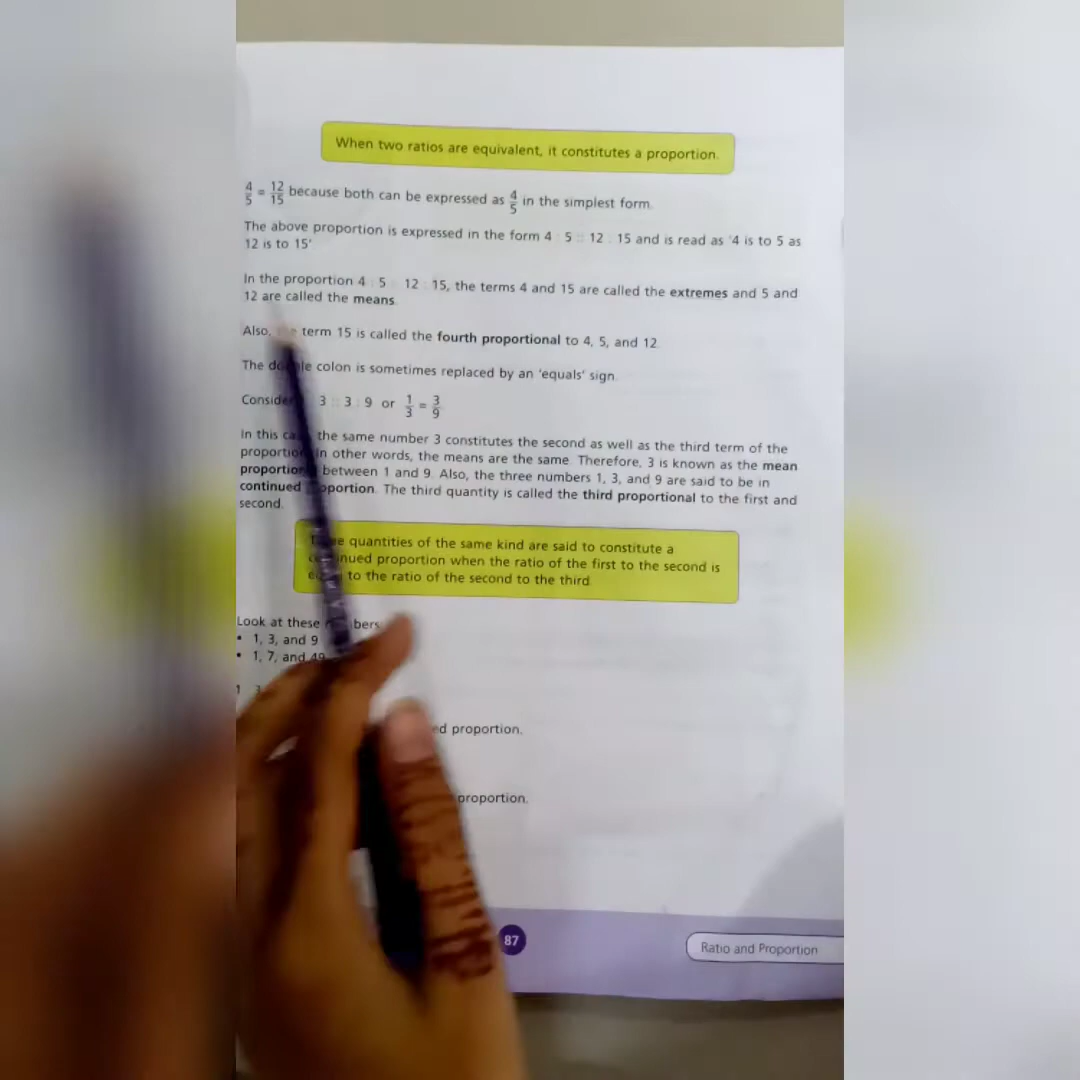 When two ratios are equivalent, it constitutes a proportion.
4/5 = 12/15 because both can be expressed as 4/5 in the simplest form.
The above proportion is expressed in the form 4 : 5 :: 12 : 15 and is read as '4 is to 5 as
12 is to 15'
In the proportion 4 : 5 :: 12 : 15, the terms 4 and 15 are called the extremes and 5 and
12 are called the means.
Also, term 15 is called the fourth proportional to 4, 5, and 12.
The colon is sometimes replaced by an 'equals' sign.
3 :: 3 : 9 or 1/3 = 3/9
In this the same number 3 constitutes the second as well as the third term of the
In other words, the means are the same. Therefore, 3 is known as the mean
between 1 and 9. Also, the three numbers 1, 3, and 9 are said to be in
continued The third quantity is called the third proportional to the first and
second.
quantities of the same kind are said to constitute a
proportion when the ratio of the first to the second is
to the ratio of the second to the third.
Look at these
• 1, 3, and 9
• 1, 7, and 49
1 3
proportion.
proportion.
87
Ratio and Proportion